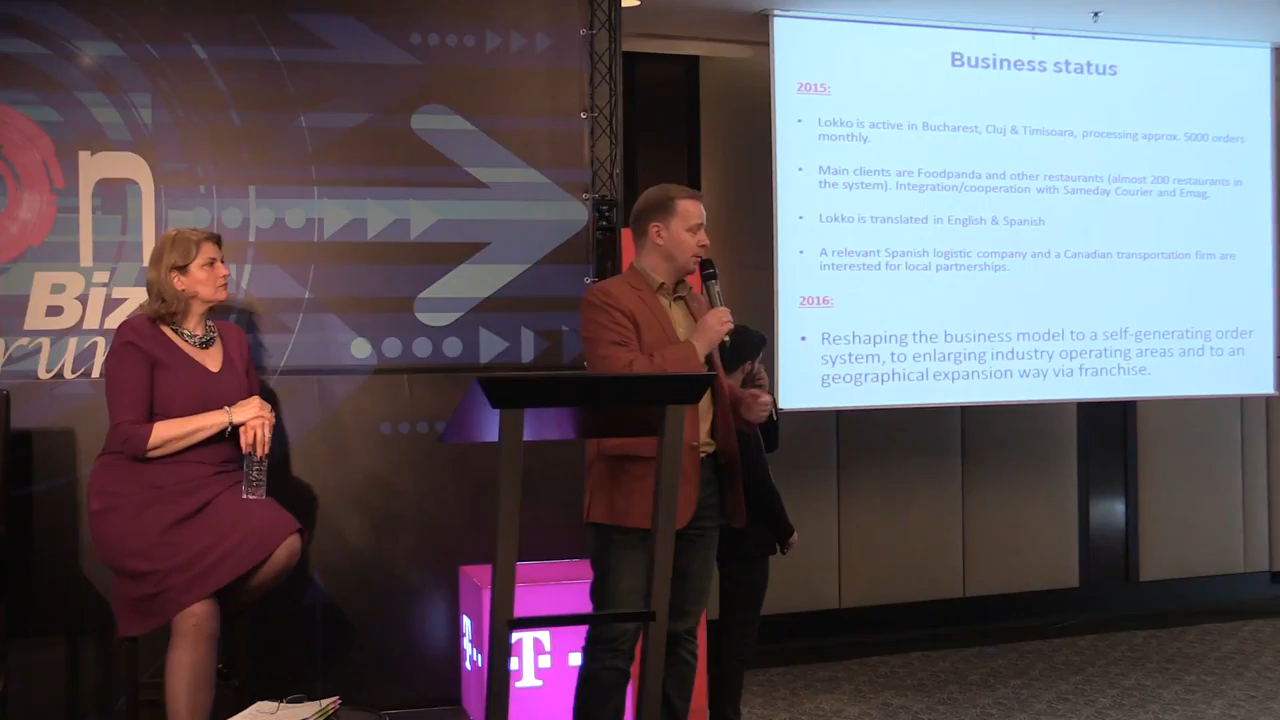 n
Biz
Business status
2015:
• Lokko is active in Bucharest, Cluj & Timisoara, processing approx. 5000 orders
monthly.
• Main clients are Foodpanda and other restaurants (almost 200 restaurants in
the system). Integration/cooperation with Sameday Courier and Emag.
• Lokko is translated in English & Spanish
• A relevant Spanish logistic company and a Canadian transportation firm are
interested for local partnerships.
2016:
• Reshaping the business model to a self-generating order
system, to enlarging industry operating areas and to an
geographical expansion way via franchise.
T
T